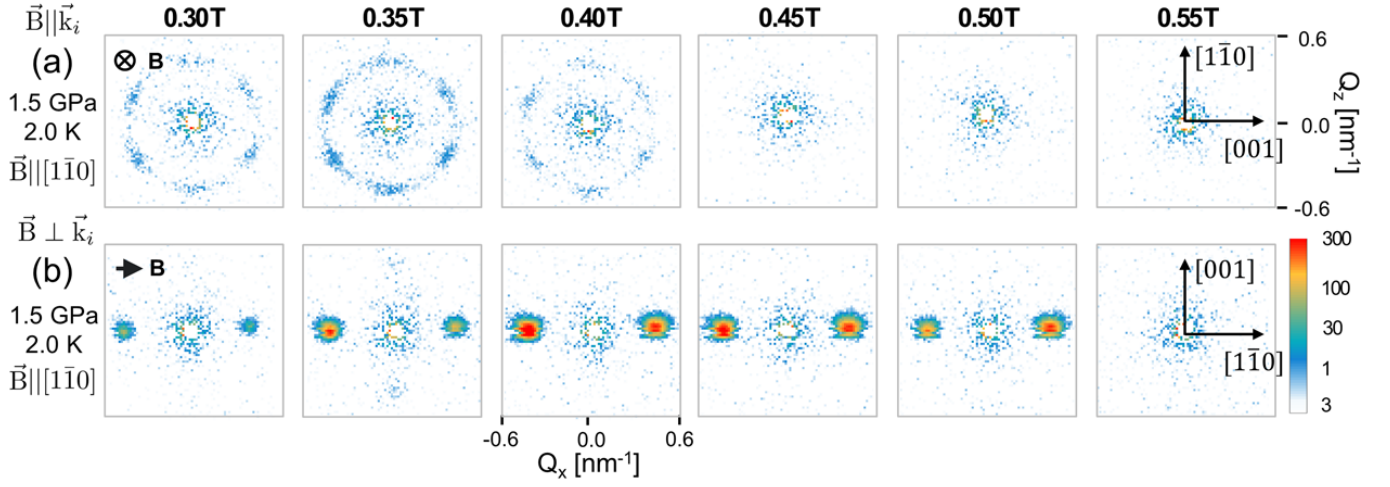 B⃗||k⃗ᵢ 0.30T 0.35T 0.40T 0.45T 0.50T 0.55T
(a) ⊗ B [11̄0] 0.6
1.5 GPa
2.0 K 0.0 Q_z [nm⁻¹]
B⃗||[11̄0] [001]
-0.6
B⃗ ⊥ k⃗ᵢ
(b) B [001] 300
1.5 GPa 100
2.0 K 30
B⃗||[11̄0] [11̄0] 1
3
-0.6 0.0 0.6
Q_x [nm⁻¹]